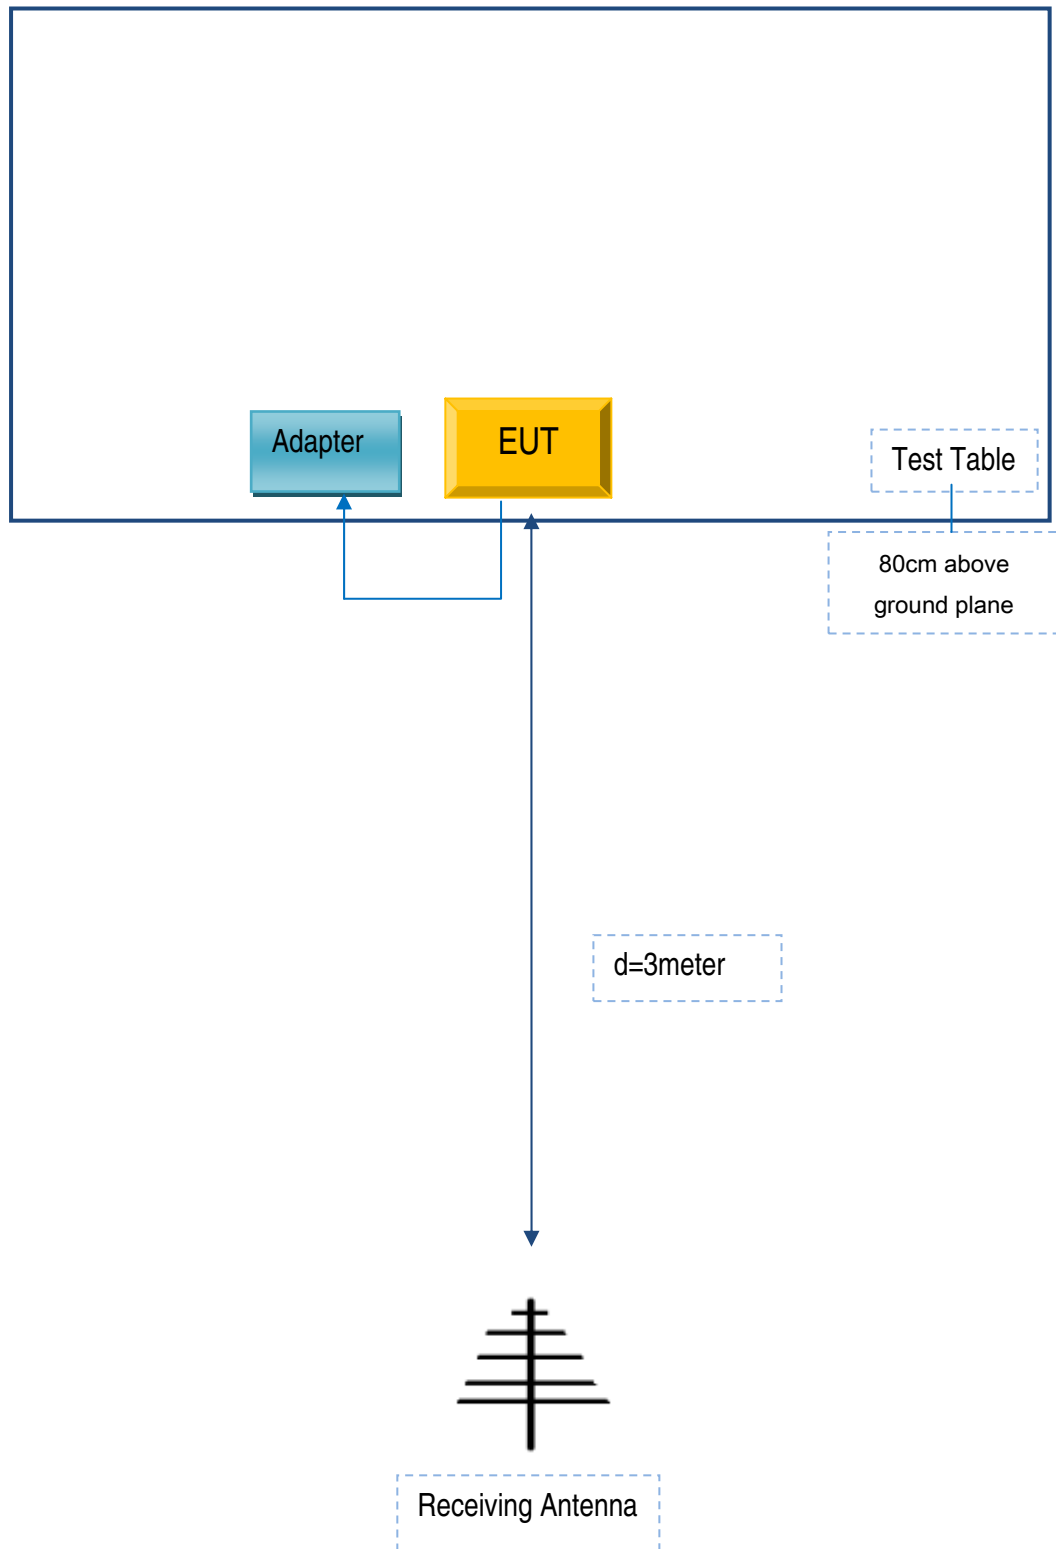 Adapter
EUT
Test Table
80cm above
ground plane
d=3meter
Receiving Antenna